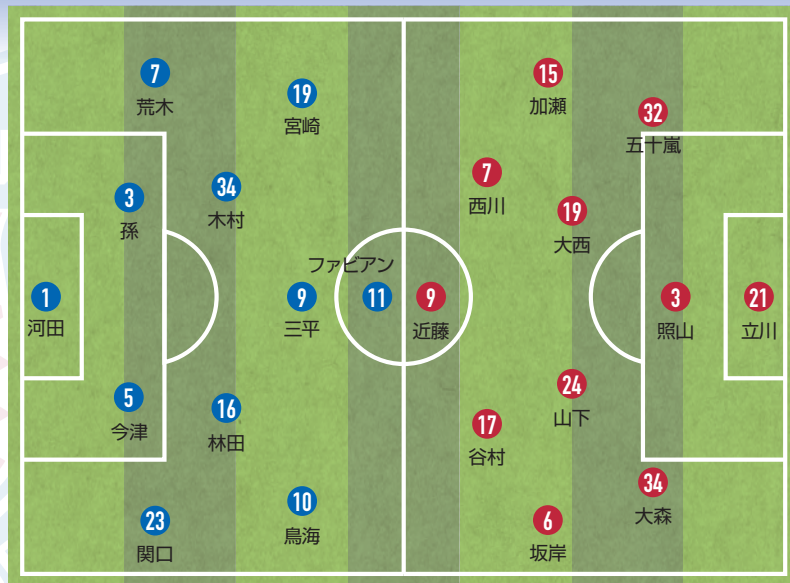 7
荒木
19
宮崎
3
孫
34
木村
1
河田
9
三平
ファビアン
11
5
今津
16
林田
23
関口
10
鳥海
15
加瀬
32
五十嵐
7
西川
19
大西
9
近藤
3
照山
21
立川
24
山下
17
谷村
34
大森
6
坂岸